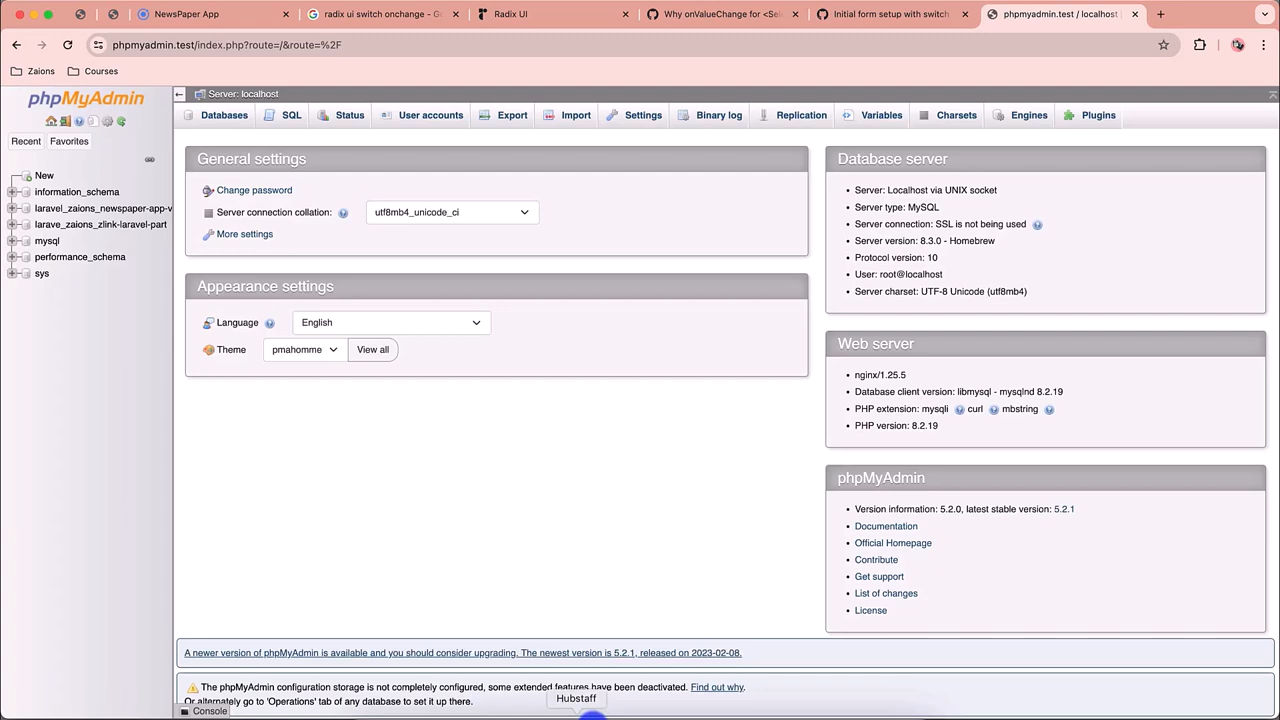 NewsPaper App
radix ui switch onchange - Go
Radix UI
Why onValueChange for <Sel
Initial form setup with switch
phpmyadmin.test / localhost
phpmyadmin.test/index.php?route=/&route=%2F
Zaions
Courses
phpMyAdmin
Recent
Favorites
New
information_schema
laravel_zaions_newspaper-app-v
larave_zaions_zlink-laravel-part
mysql
performance_schema
sys
Server: localhost
Databases
SQL
Status
User accounts
Export
Import
Settings
Binary log
Replication
Variables
Charsets
Engines
Plugins
General settings
Change password
Server connection collation:
utf8mb4_unicode_ci
More settings
Appearance settings
Language
English
Theme
pmahomme
View all
Database server
• Server: Localhost via UNIX socket
• Server type: MySQL
• Server connection: SSL is not being used
• Server version: 8.3.0 - Homebrew
• Protocol version: 10
• User: root@localhost
• Server charset: UTF-8 Unicode (utf8mb4)
Web server
• nginx/1.25.5
• Database client version: libmysql - mysqlnd 8.2.19
• PHP extension: mysqli curl mbstring
• PHP version: 8.2.19
phpMyAdmin
• Version information: 5.2.0, latest stable version: 5.2.1
• Documentation
• Official Homepage
• Contribute
• Get support
• List of changes
• License
A newer version of phpMyAdmin is available and you should consider upgrading. The newest version is 5.2.1, released on 2023-02-08.
The phpMyAdmin configuration storage is not completely configured, some extended features have been deactivated. Find out why.
Or alternately go to 'Operations' tab of any database to set it up there.
Hubstaff
Console